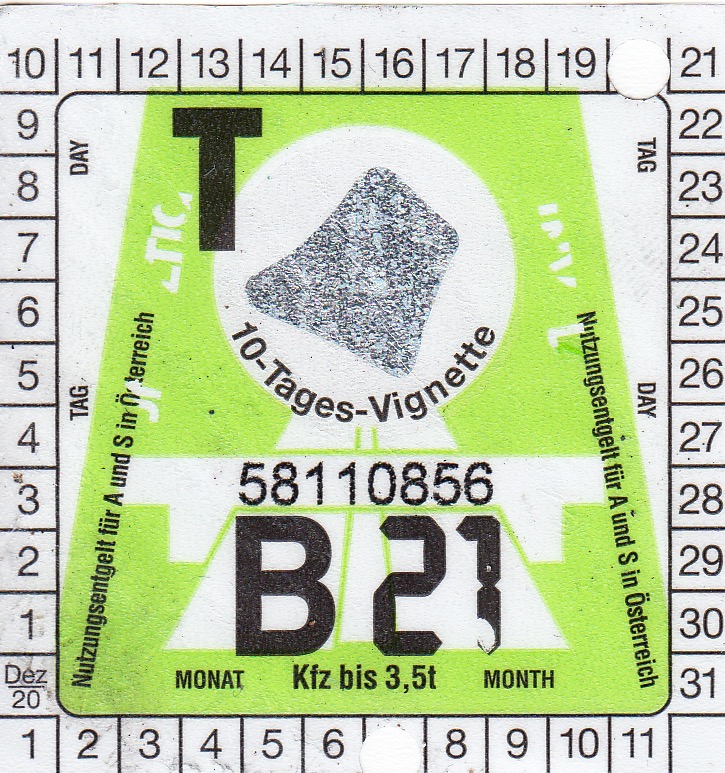 10 11 12 13 14 15 16 17 18 19 21
9 22
8 23
7 24
6 25
5 26
4 27
3 28
2 29
1 30
Dez 20 31
1 2 3 4 5 6 8 9 10 11
DAY
TAG
T
10-Tages-Vignette
TAG
DAY
Nutzungsentgelt für A und S in Österreich
Nutzungsentgelt für A und S in Österreich
58110856
B 21
MONAT Kfz bis 3,5t MONTH